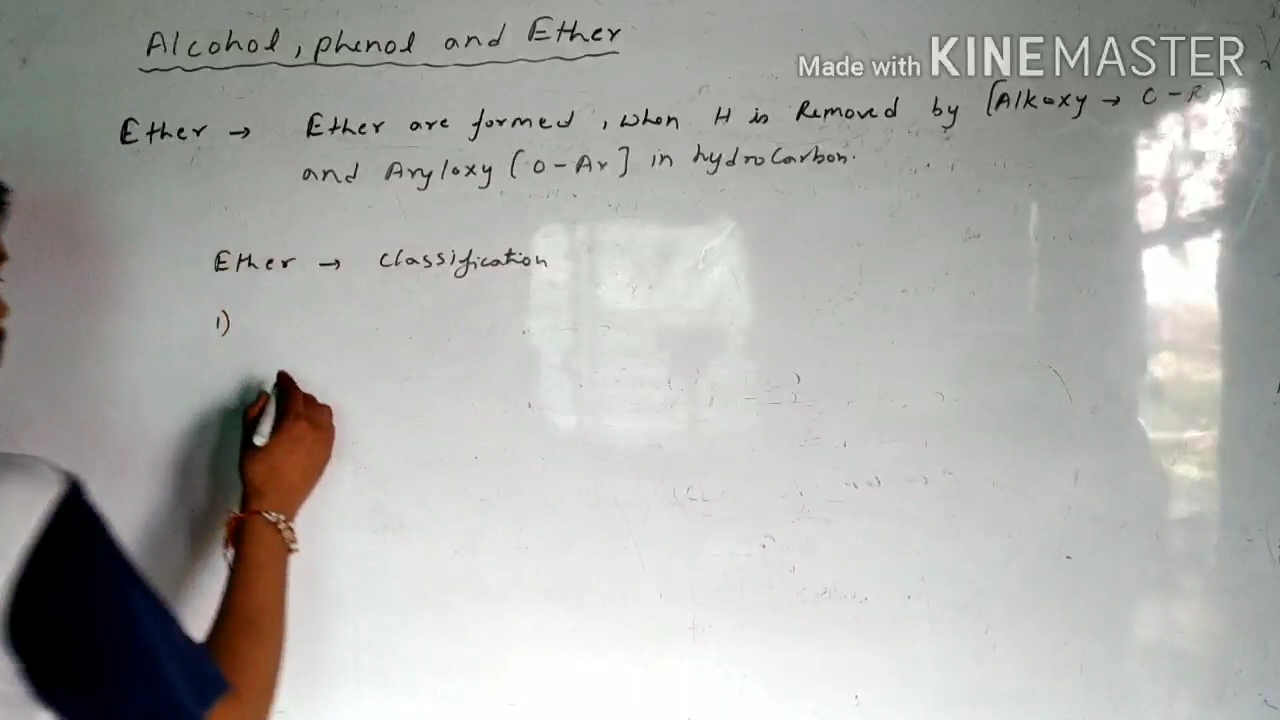 Alcohol, phenol and Ether
Made with KINEMASTER
Ether → Ether are formed, when H is Removed by [Alkoxy → O-R)
and Aryloxy [O-Ar] in hydrocarbon.
Ether → classification
1)